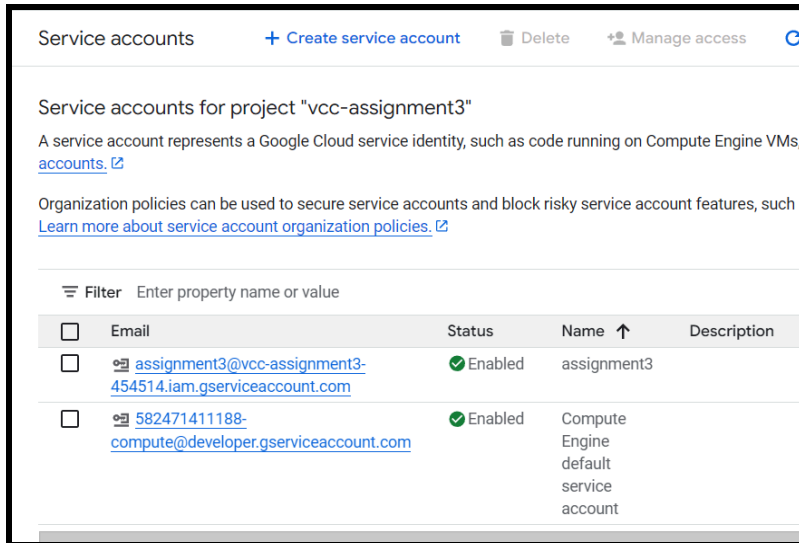 Service accounts + Create service account Delete Manage access
Service accounts for project "vcc-assignment3"
A service account represents a Google Cloud service identity, such as code running on Compute Engine VMs,
accounts.
Organization policies can be used to secure service accounts and block risky service account features, such
Learn more about service account organization policies.
Filter Enter property name or value
Email Status Name Description
assignment3@vcc-assignment3- Enabled assignment3
454514.iam.gserviceaccount.com
582471411188- Enabled Compute
compute@developer.gserviceaccount.com Engine
default
service
account